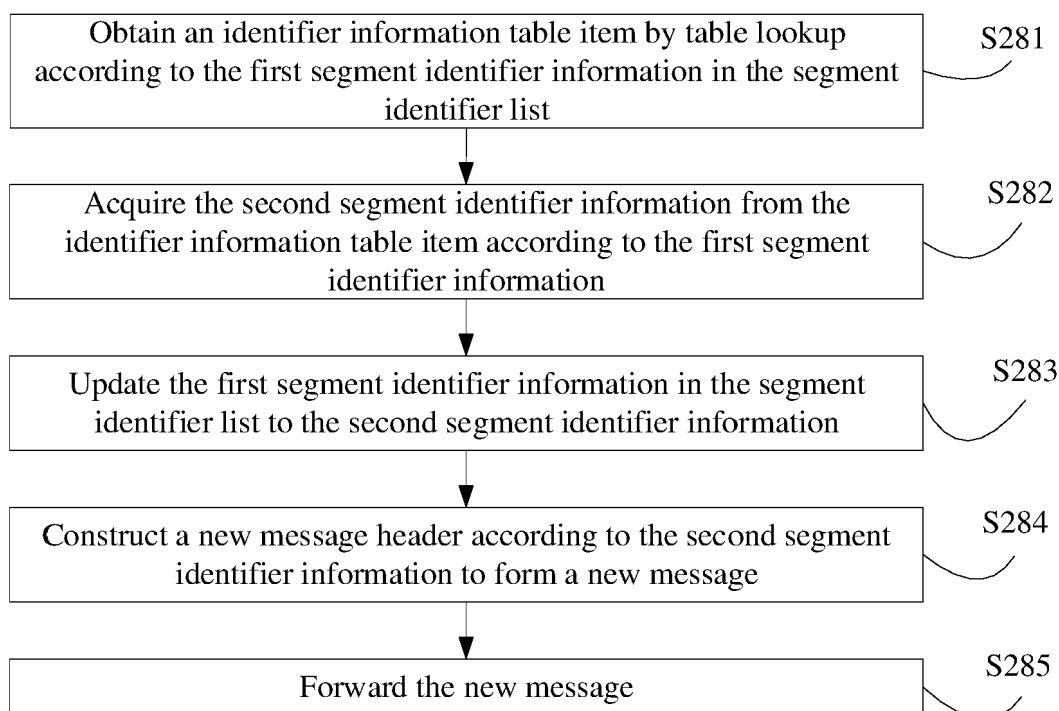 Obtain an identifier information table item by table lookup
according to the first segment identifier information in the segment
identifier list
S281
Acquire the second segment identifier information from the
identifier information table item according to the first segment
identifier information
S282
Update the first segment identifier information in the segment
identifier list to the second segment identifier information
S283
Construct a new message header according to the second segment
identifier information to form a new message
S284
Forward the new message
S285